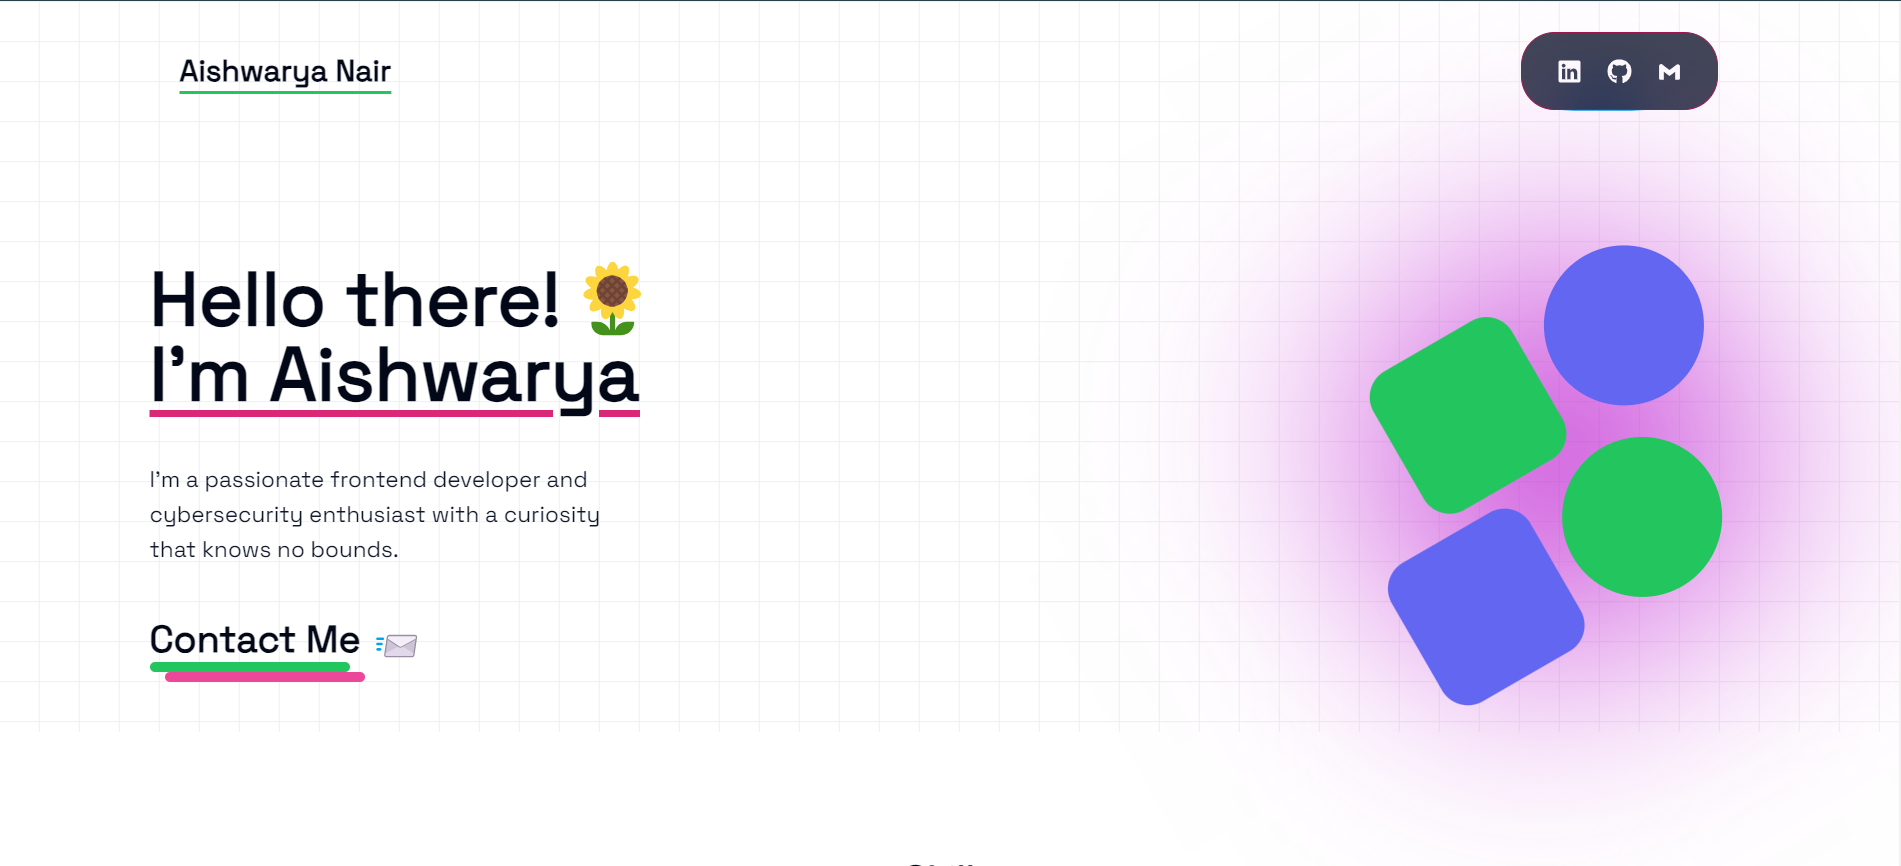 Aishwarya Nair
Hello there!
I'm Aishwarya
I'm a passionate frontend developer and
cybersecurity enthusiast with a curiosity
that knows no bounds.
Contact Me